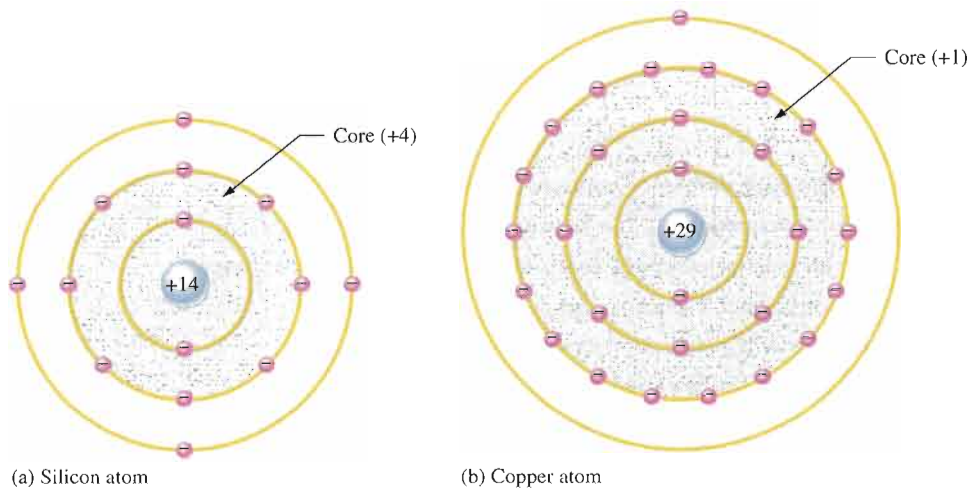 Core (+1)
Core (+4)
+29
+14
(a) Silicon atom
(b) Copper atom